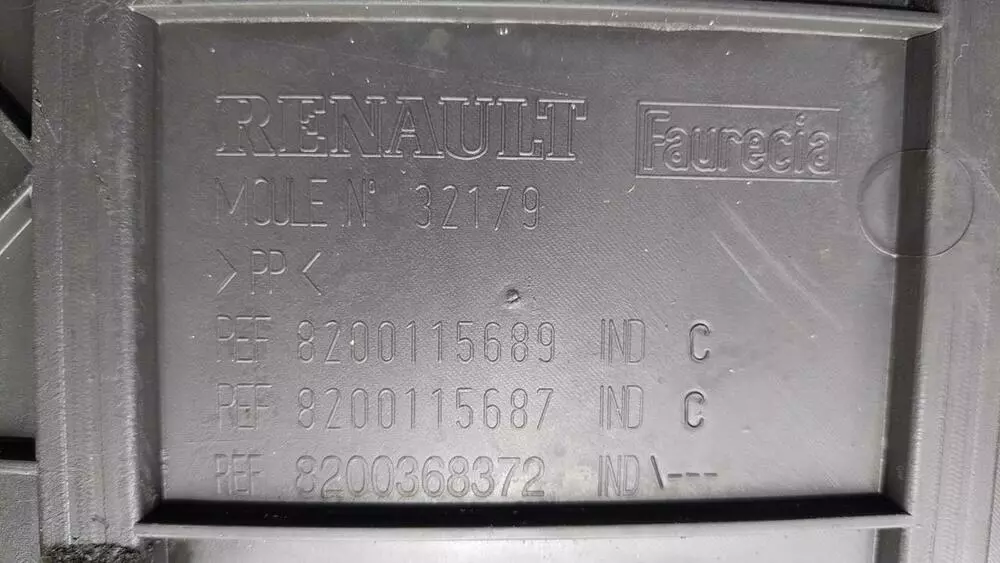 RENAULT Faurecia
MOULE N° 32179
>PP<
REF 8200115689 IND C
REF 8200115687 IND C
REF 8200368372 IND \---